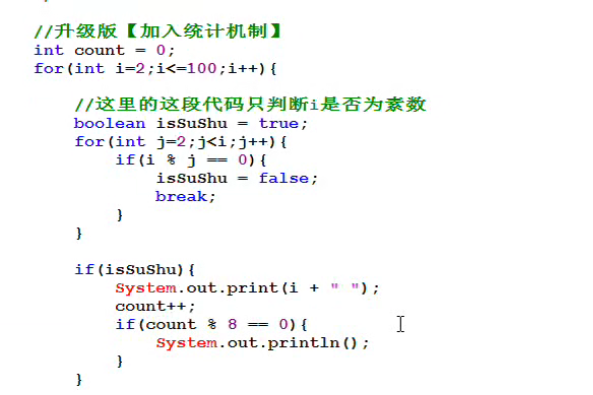 //升级版【加入统计机制】
int count = 0;
for(int i=2;i<=100;i++){
//这里的这段代码只判断i是否为素数
boolean isSuShu = true;
for(int j=2;j<i;j++){
if(i % j == 0){
isSuShu = false;
break;
}
}
if(isSuShu){
System.out.print(i + " ");
count++;
if(count % 8 == 0){
System.out.println();
}
}